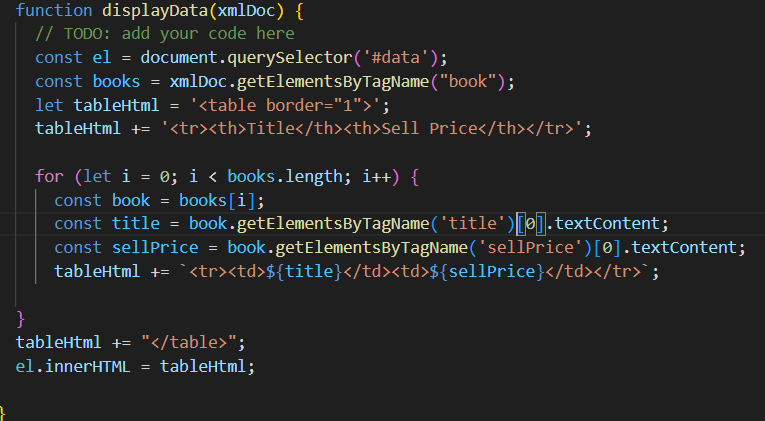 function displayData(xmlDoc) {
  // TODO: add your code here
  const el = document.querySelector('#data');
  const books = xmlDoc.getElementsByTagName("book");
  let tableHtml = '<table border="1">';
  tableHtml += '<tr><th>Title</th><th>Sell Price</th></tr>';

  for (let i = 0; i < books.length; i++) {
    const book = books[i];
    const title = book.getElementsByTagName('title')[0].textContent;
    const sellPrice = book.getElementsByTagName('sellPrice')[0].textContent;
    tableHtml += `<tr><td>${title}</td><td>${sellPrice}</td></tr>`;

}
tableHtml += "</table>";
el.innerHTML = tableHtml;

}